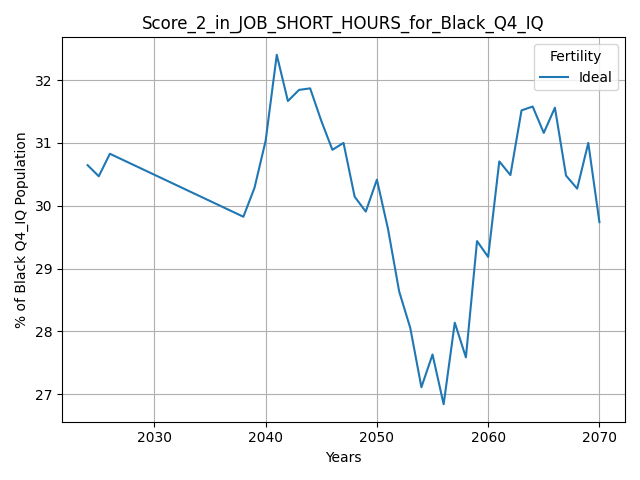 Score_2_in_JOB_SHORT_HOURS_for_Black_Q4_IQ
Fertility
Ideal
% of Black Q4_IQ Population
32
31
30
29
28
27
2030
2040
2050
2060
2070
Years